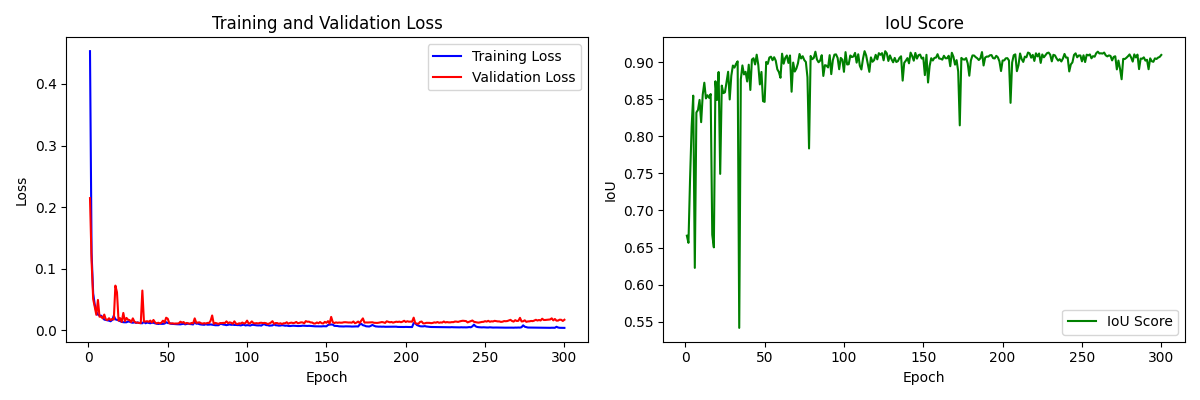 Training and Validation Loss
Training Loss
Validation Loss
0.4
0.3
0.2
0.1
0.0
Loss
0 50 100 150 200 250 300
Epoch
IoU Score
0.90
0.85
0.80
0.75
0.70
0.65
0.60
0.55
IoU
IoU Score
0 50 100 150 200 250 300
Epoch